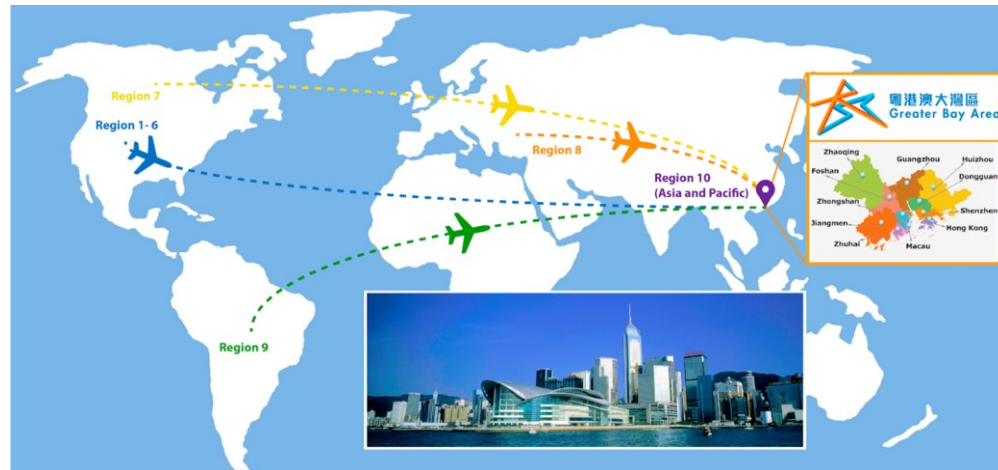 Region 7
Region 1- 6
Region 8
Region 9
Region 10
(Asia and Pacific)
粵港澳大灣區
Greater Bay Area
Zhaoqing
Guangzhou
Huizhou
Foshan
Dongguan
Zhongshan
Shenzhen
Jiangmen
Hong Kong
Zhuhai
Macau